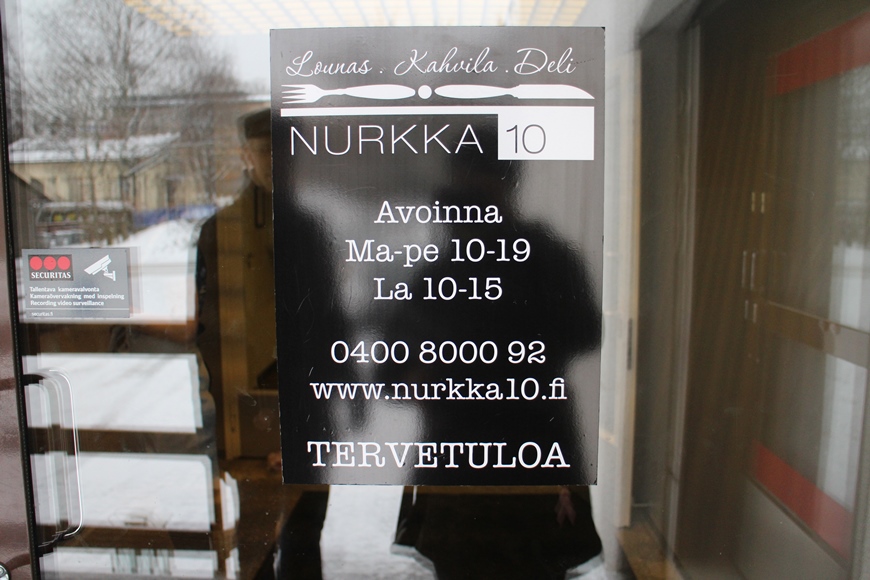 Lounas . Kahvila . Deli
NURKKA 10
Avoinna
Ma-pe 10-19
La 10-15
0400 8000 92
www.nurkka10.fi
TERVETULOA
SECURITAS
Tallentava kameravalvonta
Kameraövervakning med inspelning
Recording video surveillance
securitas.fi